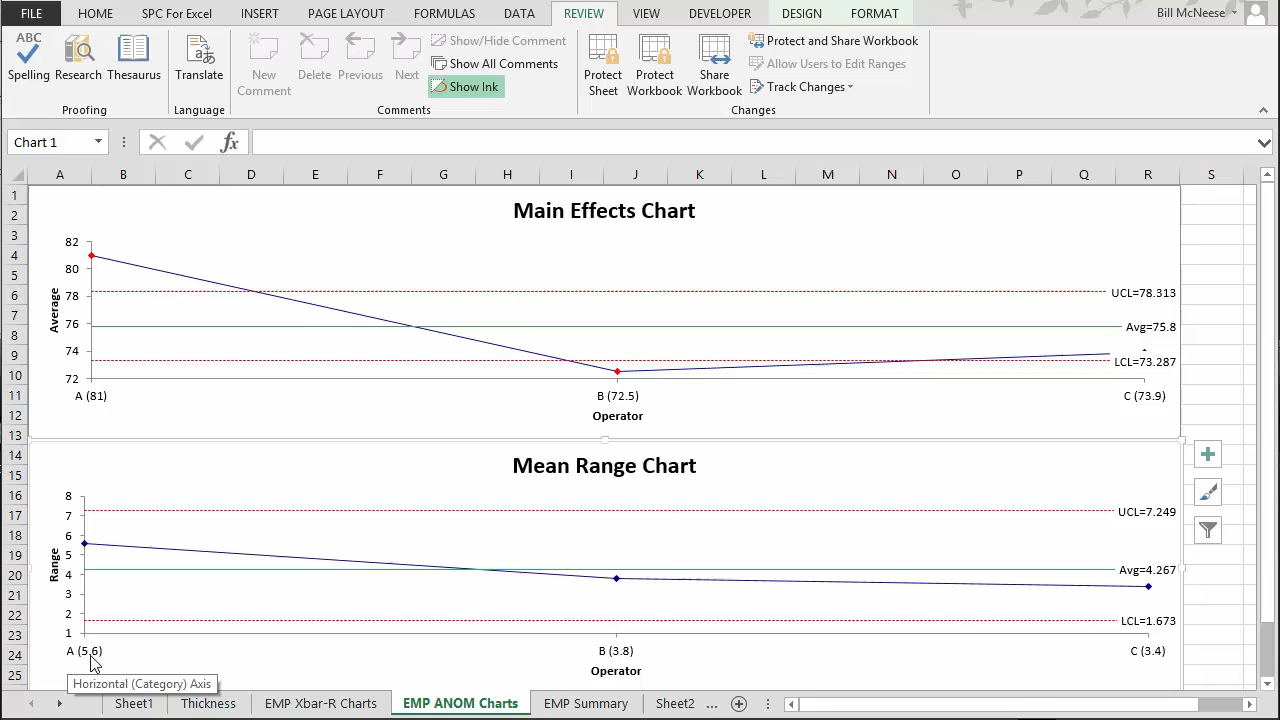 FILE HOME SPC For Excel INSERT PAGE LAYOUT FORMULAS DATA REVIEW VIEW DEVELOPER DESIGN FORMAT Bill McNeese
ABC
Spelling Research Thesaurus
Proofing
Translate
Language
New Comment
Delete Previous Next
Show/Hide Comment
Show All Comments
Show Ink
Comments
Protect Sheet
Protect Workbook
Share Workbook
Protect and Share Workbook
Allow Users to Edit Ranges
Track Changes
Changes
Chart 1
fx
A B C D E F G H I J K L M N O P Q R S
1
2
3
4
5
6
7
8
9
10
11
12
13
14
15
16
17
18
19
20
21
22
23
24
25
Main Effects Chart
82
80
78
76
74
72
Average
UCL=78.313
Avg=75.8
LCL=73.287
A (81) B (72.5) C (73.9)
Operator
Mean Range Chart
8
7
6
5
4
3
2
1
Range
UCL=7.249
Avg=4.267
LCL=1.673
A (5.6) B (3.8) C (3.4)
Operator
Horizontal (Category) Axis
Sheet1 Thickness EMP Xbar-R Charts EMP ANOM Charts EMP Summary Sheet2 ...